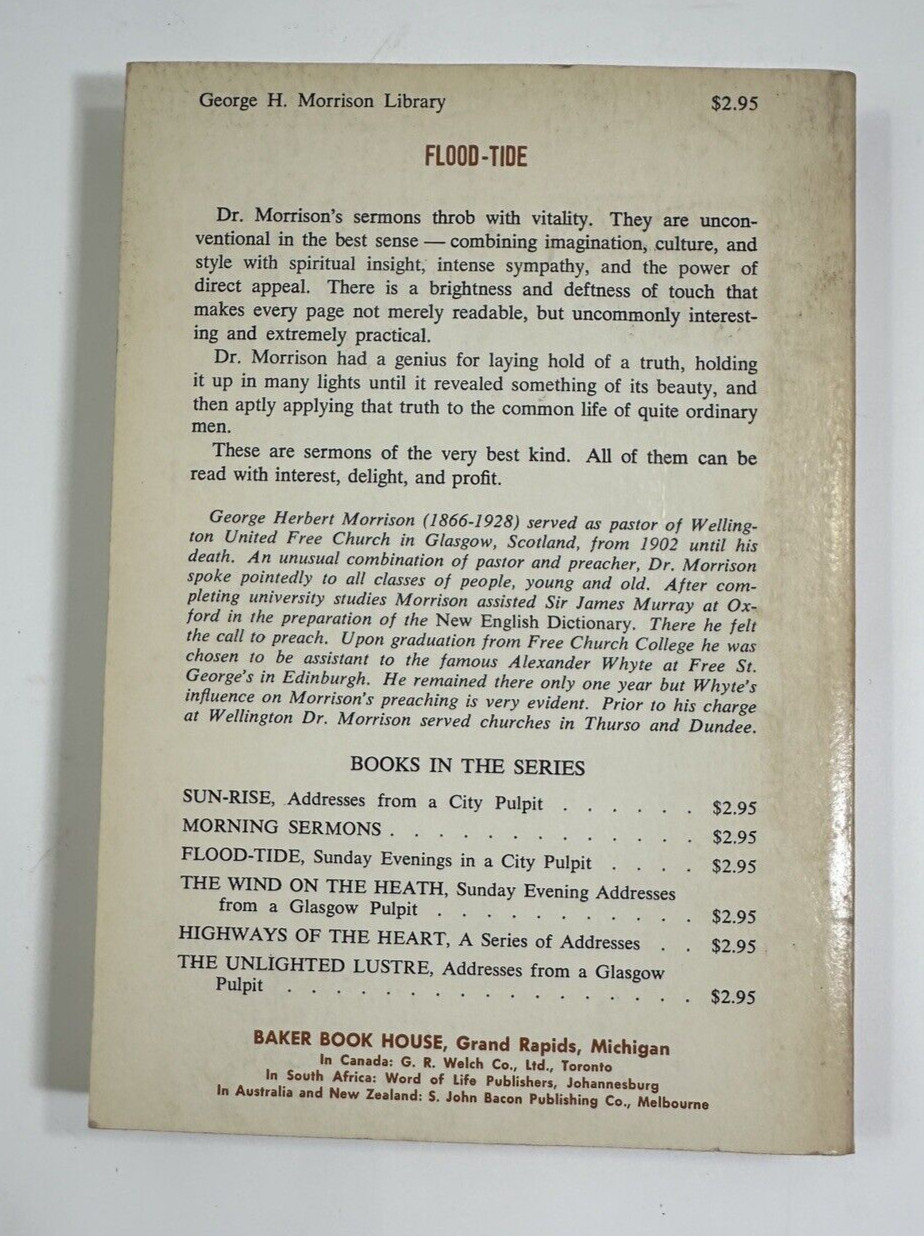 George H. Morrison Library $2.95
FLOOD-TIDE
Dr. Morrison's sermons throb with vitality. They are uncon-
ventional in the best sense — combining imagination, culture, and
style with spiritual insight, intense sympathy, and the power of
direct appeal. There is a brightness and deftness of touch that
makes every page not merely readable, but uncommonly interest-
ing and extremely practical.
Dr. Morrison had a genius for laying hold of a truth, holding
it up in many lights until it revealed something of its beauty, and
then aptly applying that truth to the common life of quite ordinary
men.
These are sermons of the very best kind. All of them can be
read with interest, delight, and profit.
George Herbert Morrison (1866-1928) served as pastor of Welling-
ton United Free Church in Glasgow, Scotland, from 1902 until his
death. An unusual combination of pastor and preacher, Dr. Morrison
spoke pointedly to all classes of people, young and old. After com-
pleting university studies Morrison assisted Sir James Murray at Ox-
ford in the preparation of the New English Dictionary. There he felt
the call to preach. Upon graduation from Free Church College he was
chosen to be assistant to the famous Alexander Whyte at Free St.
George's in Edinburgh. He remained there only one year but Whyte's
influence on Morrison's preaching is very evident. Prior to his charge
at Wellington Dr. Morrison served churches in Thurso and Dundee.
BOOKS IN THE SERIES
SUN-RISE, Addresses from a City Pulpit . . . . . . $2.95
MORNING SERMONS . . . . . . . . . . . . $2.95
FLOOD-TIDE, Sunday Evenings in a City Pulpit . . . . $2.95
THE WIND ON THE HEATH, Sunday Evening Addresses
from a Glasgow Pulpit . . . . . . . . . . . $2.95
HIGHWAYS OF THE HEART, A Series of Addresses . . $2.95
THE UNLIGHTED LUSTRE, Addresses from a Glasgow
Pulpit . . . . . . . . . . . . . . . . . $2.95
BAKER BOOK HOUSE, Grand Rapids, Michigan
In Canada: G. R. Welch Co., Ltd., Toronto
In South Africa: Word of Life Publishers, Johannesburg
In Australia and New Zealand: S. John Bacon Publishing Co., Melbourne